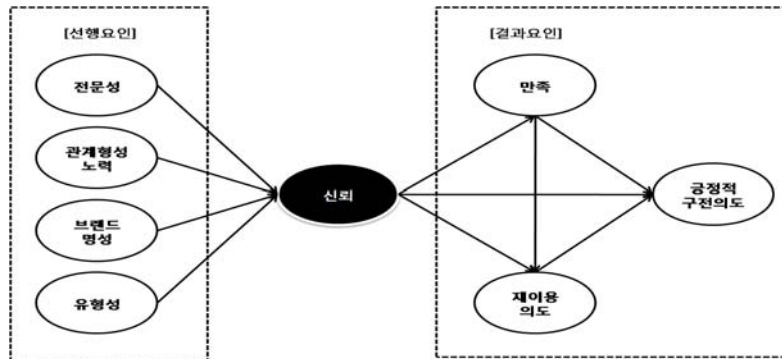 [선행요인]
전문성
관계형성
노력
브랜드
명성
유형성
신뢰
[결과요인]
만족
긍정적
구전의도
재이용
의도